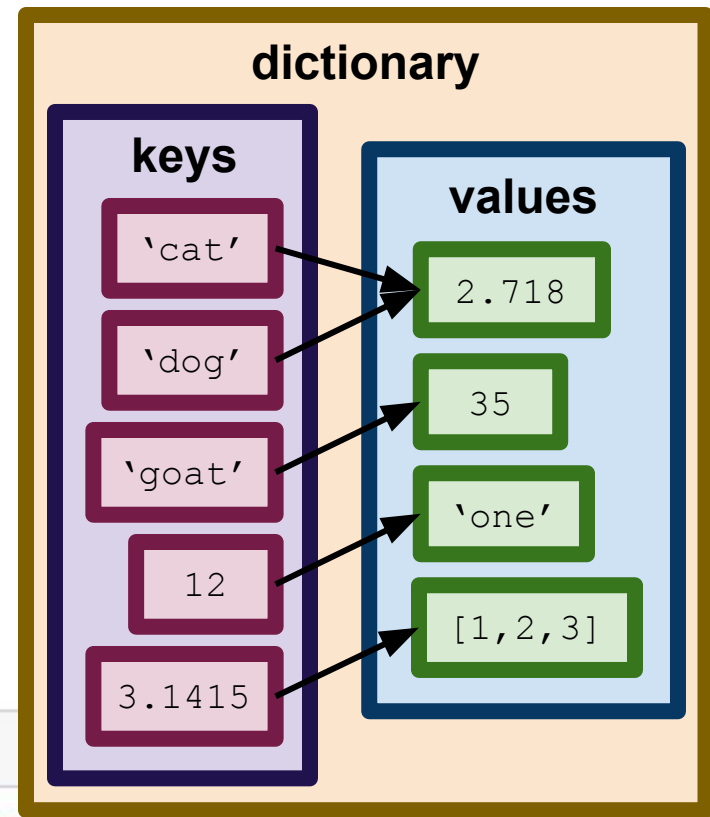 dictionary
keys
‘cat’
‘dog’
‘goat’
12
3.1415
values
2.718
35
‘one’
[1,2,3]